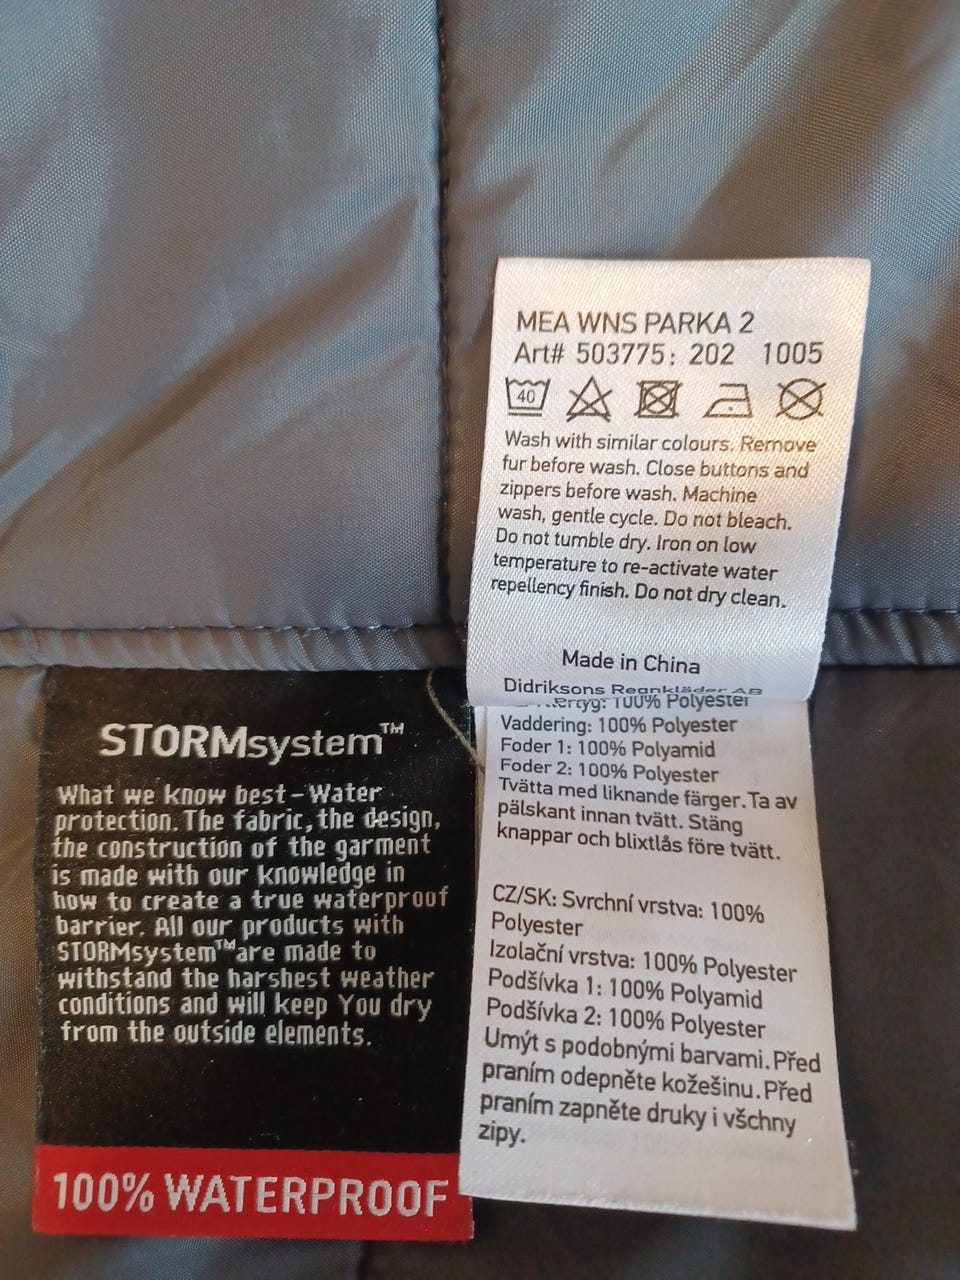 MEA WNS PARKA 2
Art# 503775: 202 1005
40
Wash with similar colours. Remove
fur before wash. Close buttons and
zippers before wash. Machine
wash, gentle cycle. Do not bleach.
Do not tumble dry. Iron on low
temperature to re-activate water
repellency finish. Do not dry clean.
Made in China
Didriksons Regnkläder AB
100% Polyester
Vaddering: 100% Polyester
Foder 1: 100% Polyamid
Foder 2: 100% Polyester
Tvätta med liknande färger. Ta av
pälskant innan tvätt. Stäng
knappar och blixtlås före tvätt.
CZ/SK: Svrchní vrstva: 100%
Polyester
Izolační vrstva: 100% Polyester
Podšívka 1: 100% Polyamid
Podšívka 2: 100% Polyester
Umýt s podobnými barvami. Před
praním odepněte kožešinu. Před
praním zapněte druky i všchny
zipy.
STORMsystem™
What we know best – Water
protection. The fabric, the design,
the construction of the garment
is made with our knowledge in
how to create a true waterproof
barrier. All our products with
STORMsystem™ are made to
withstand the harshest weather
conditions and will keep You dry
from the outside elements.
100% WATERPROOF